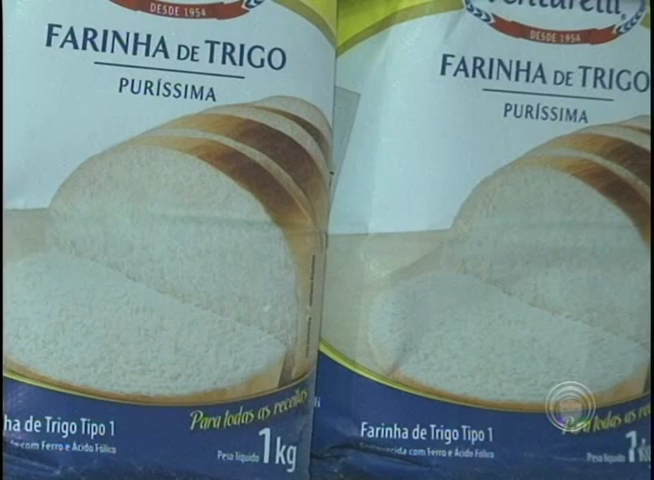 DESDE 1954
FARINHA DE TRIGO
PURÍSSIMA
Para todas as receitas
ha de Trigo Tipo 1
com Ferro e Ácido Fólico
Peso líquido 1kg
DESDE 1954
FARINHA DE TRIGO
PURÍSSIMA
Para todas as re
Farinha de Trigo Tipo 1
com Ferro e Ácido Fólico
Peso líquido 1k